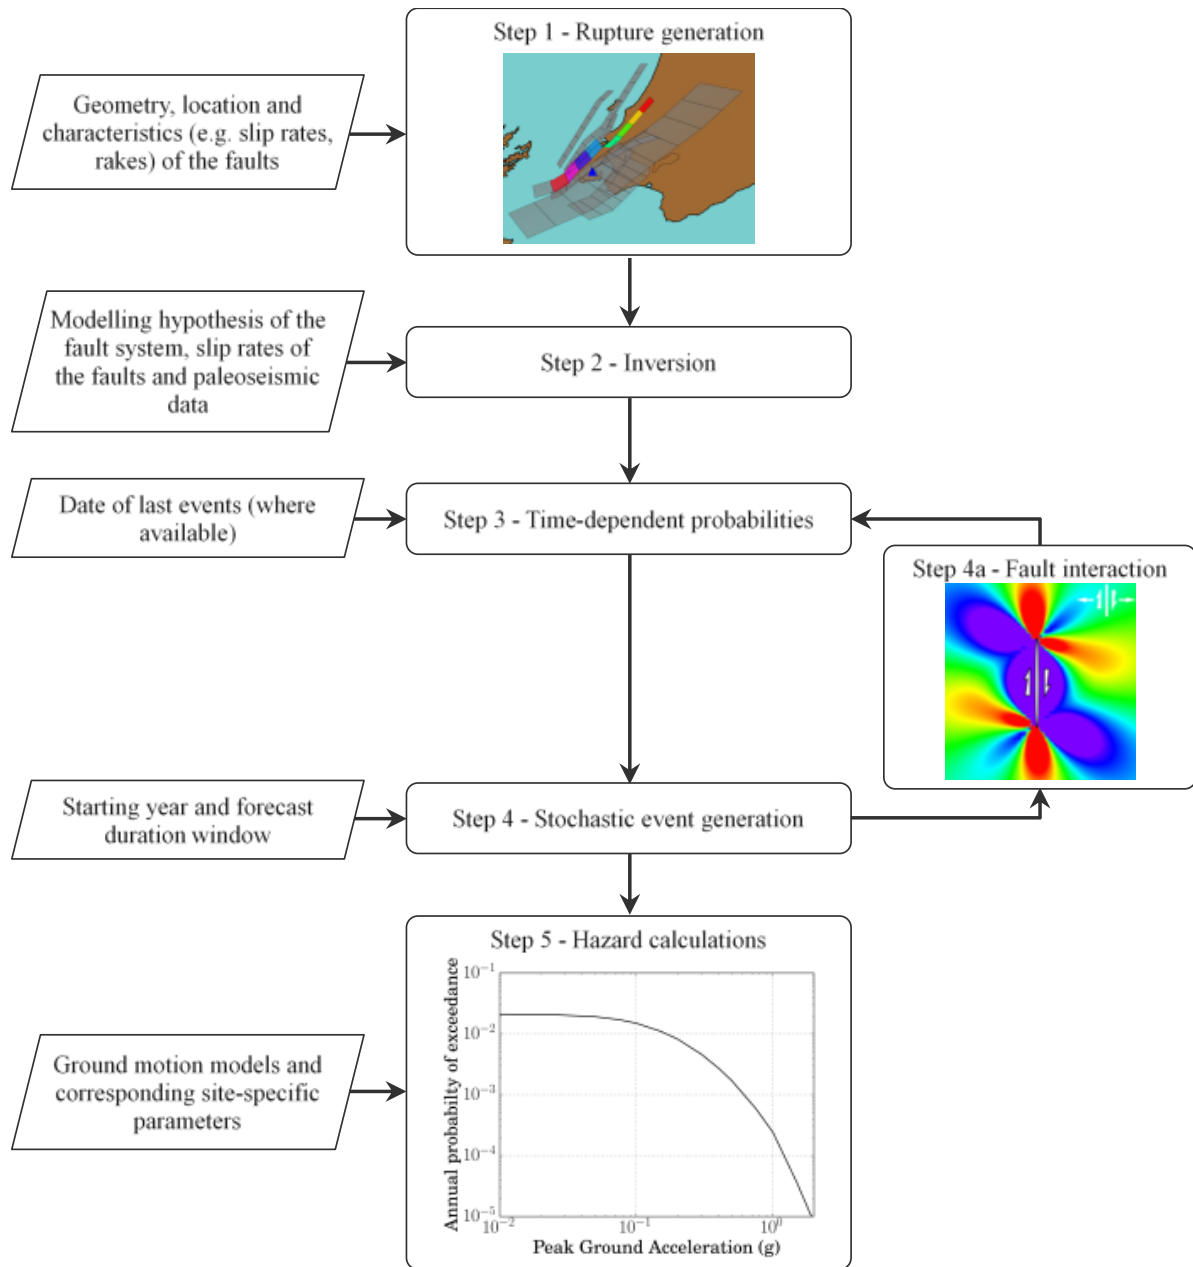 Step 1 - Rupture generation
Geometry, location and
characteristics (e.g. slip rates,
rakes) of the faults
Modelling hypothesis of the
fault system, slip rates of
the faults and paleoseismic
data
Step 2 - Inversion
Date of last events (where
available)
Step 3 - Time-dependent probabilities
Step 4a - Fault interaction
Starting year and forecast
duration window
Step 4 - Stochastic event generation
Step 5 - Hazard calculations
Ground motion models and
corresponding site-specific
parameters
Annual probabilty of exceedance
10⁻¹
10⁻²
10⁻³
10⁻⁴
10⁻⁵
10⁻²
10⁻¹
10⁰
Peak Ground Acceleration (g)